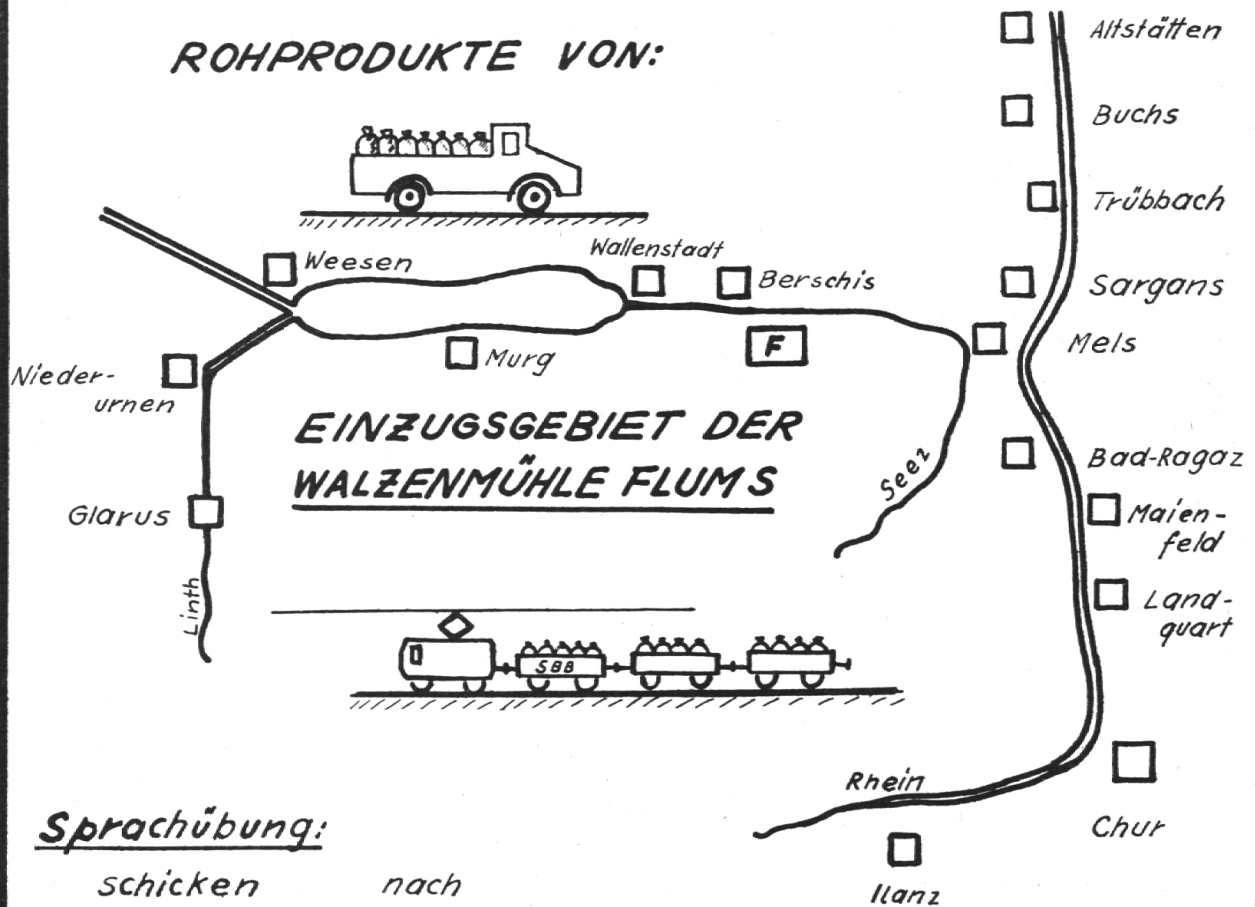 ROHPRODUKTE VON:
Altstätten
Buchs
Trübbach
Wallenstadt
Weesen
Berschis
Sargans
F
Mels
Murg
Nieder-
urnen
EINZUGSGEBIET DER
WALZENMÜHLE FLUMS
Seez
Bad-Ragaz
Glarus
Maien-
feld
Linth
Land-
quart
SBB
Rhein
Chur
Ilanz
Sprachübung:
schicken nach